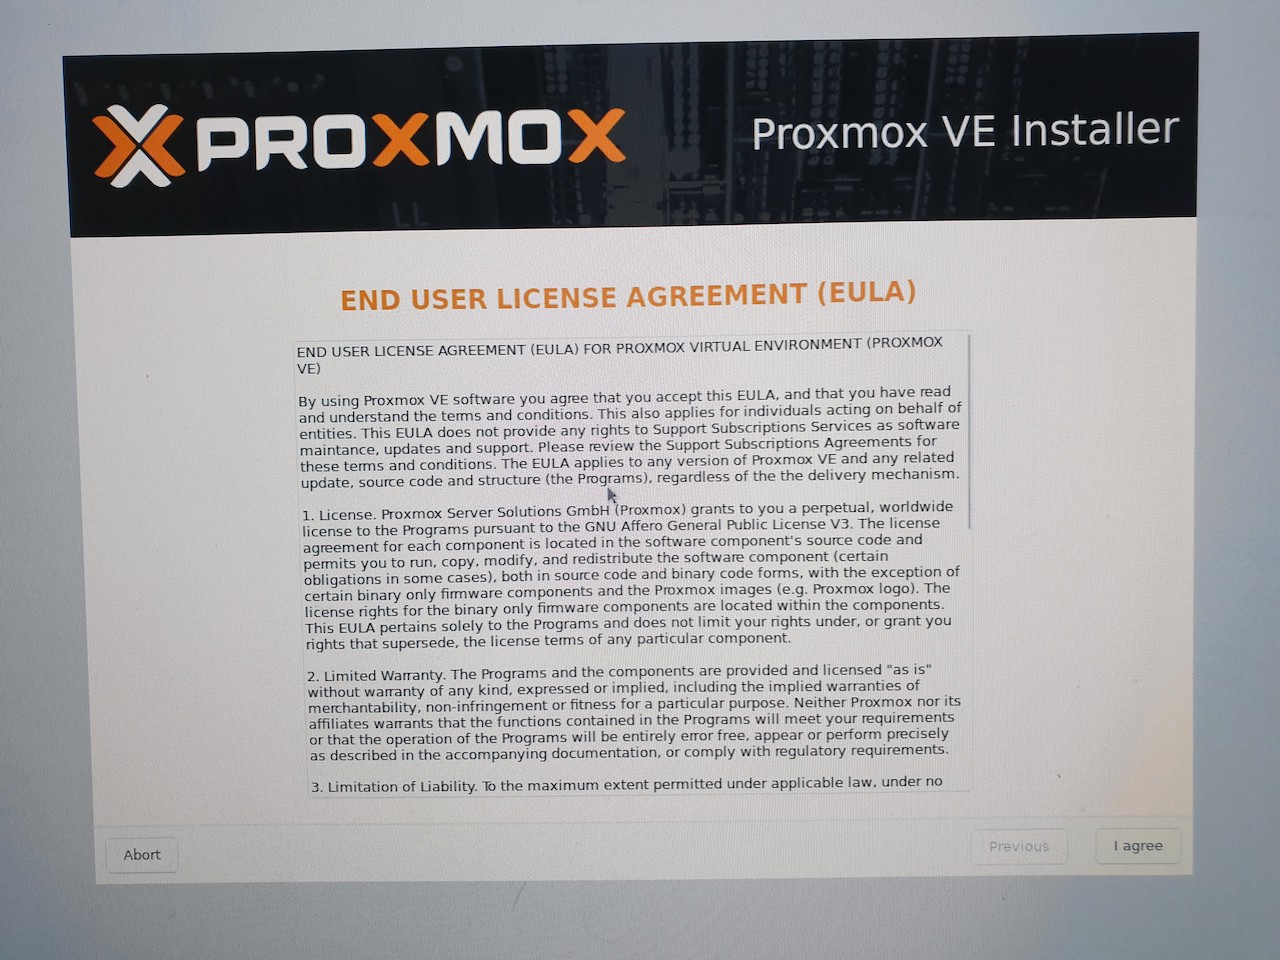 PROXMOX
Proxmox VE Installer
END USER LICENSE AGREEMENT (EULA)
END USER LICENSE AGREEMENT (EULA) FOR PROXMOX VIRTUAL ENVIRONMENT (PROXMOX
VE)
By using Proxmox VE software you agree that you accept this EULA, and that you have read
and understand the terms and conditions. This also applies for individuals acting on behalf of
entities. This EULA does not provide any rights to Support Subscriptions Services as software
maintance, updates and support. Please review the Support Subscriptions Agreements for
these terms and conditions. The EULA applies to any version of Proxmox VE and any related
update, source code and structure (the Programs), regardless of the the delivery mechanism.
1. License. Proxmox Server Solutions GmbH (Proxmox) grants to you a perpetual, worldwide
license to the Programs pursuant to the GNU Affero General Public License V3. The license
agreement for each component is located in the software component's source code and
permits you to run, copy, modify, and redistribute the software component (certain
obligations in some cases), both in source code and binary code forms, with the exception of
certain binary only firmware components and the Proxmox images (e.g. Proxmox logo). The
license rights for the binary only firmware components are located within the components.
This EULA pertains solely to the Programs and does not limit your rights under, or grant you
rights that supersede, the license terms of any particular component.
2. Limited Warranty. The Programs and the components are provided and licensed "as is"
without warranty of any kind, expressed or implied, including the implied warranties of
merchantability, non-infringement or fitness for a particular purpose. Neither Proxmox nor its
affiliates warrants that the functions contained in the Programs will meet your requirements
or that the operation of the Programs will be entirely error free, appear or perform precisely
as described in the accompanying documentation, or comply with regulatory requirements.
3. Limitation of Liability. To the maximum extent permitted under applicable law, under no
Abort
Previous
I agree